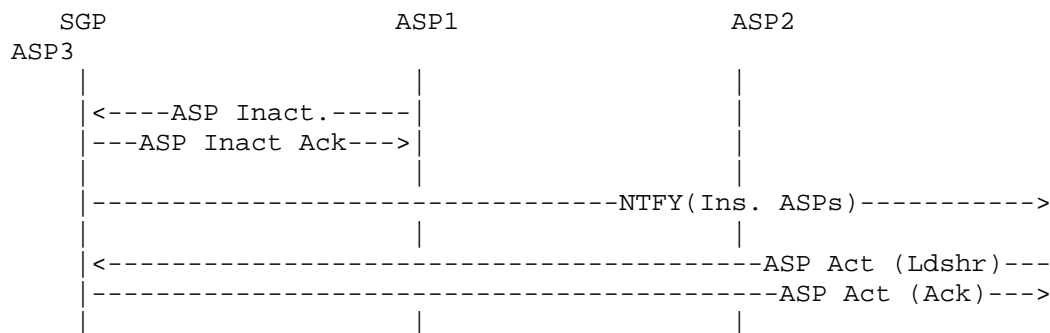 SGP ASP1 ASP2
ASP3
| | |
|<----ASP Inact.-----| |
|---ASP Inact Ack--->| |
| | |
|---------------------------------NTFY(Ins. ASPs)----------->
| | |
|<------------------------------------------ASP Act (Ldshr)---
|-------------------------------------------ASP Act (Ack)--->
| | |